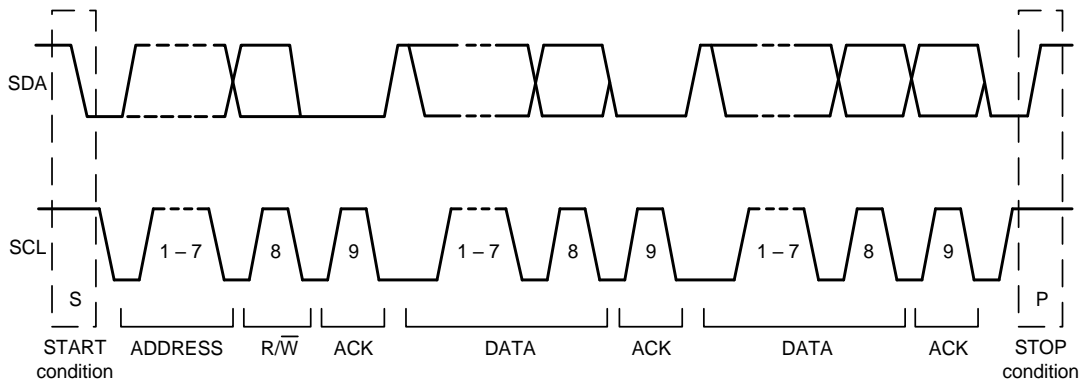 SDA
SCL
1 – 7
8
9
1 – 7
8
9
1 – 7
8
9
S
P
START
condition
ADDRESS
R/W̅
ACK
DATA
ACK
DATA
ACK
STOP
condition